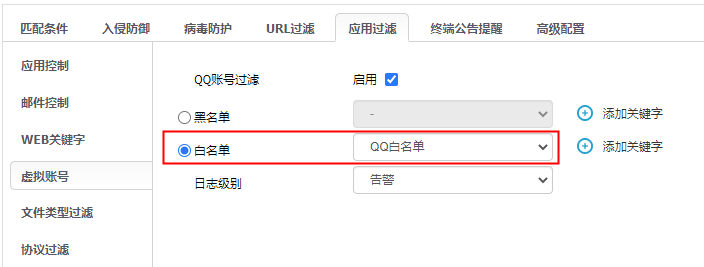 匹配条件 入侵防御 病毒防护 URL过滤 应用过滤 终端公告提醒 高级配置
应用控制
邮件控制
WEB关键字
虚拟账号
文件类型过滤
协议过滤
QQ账号过滤 启用
黑名单 - 添加关键字
白名单 QQ白名单 添加关键字
日志级别 告警